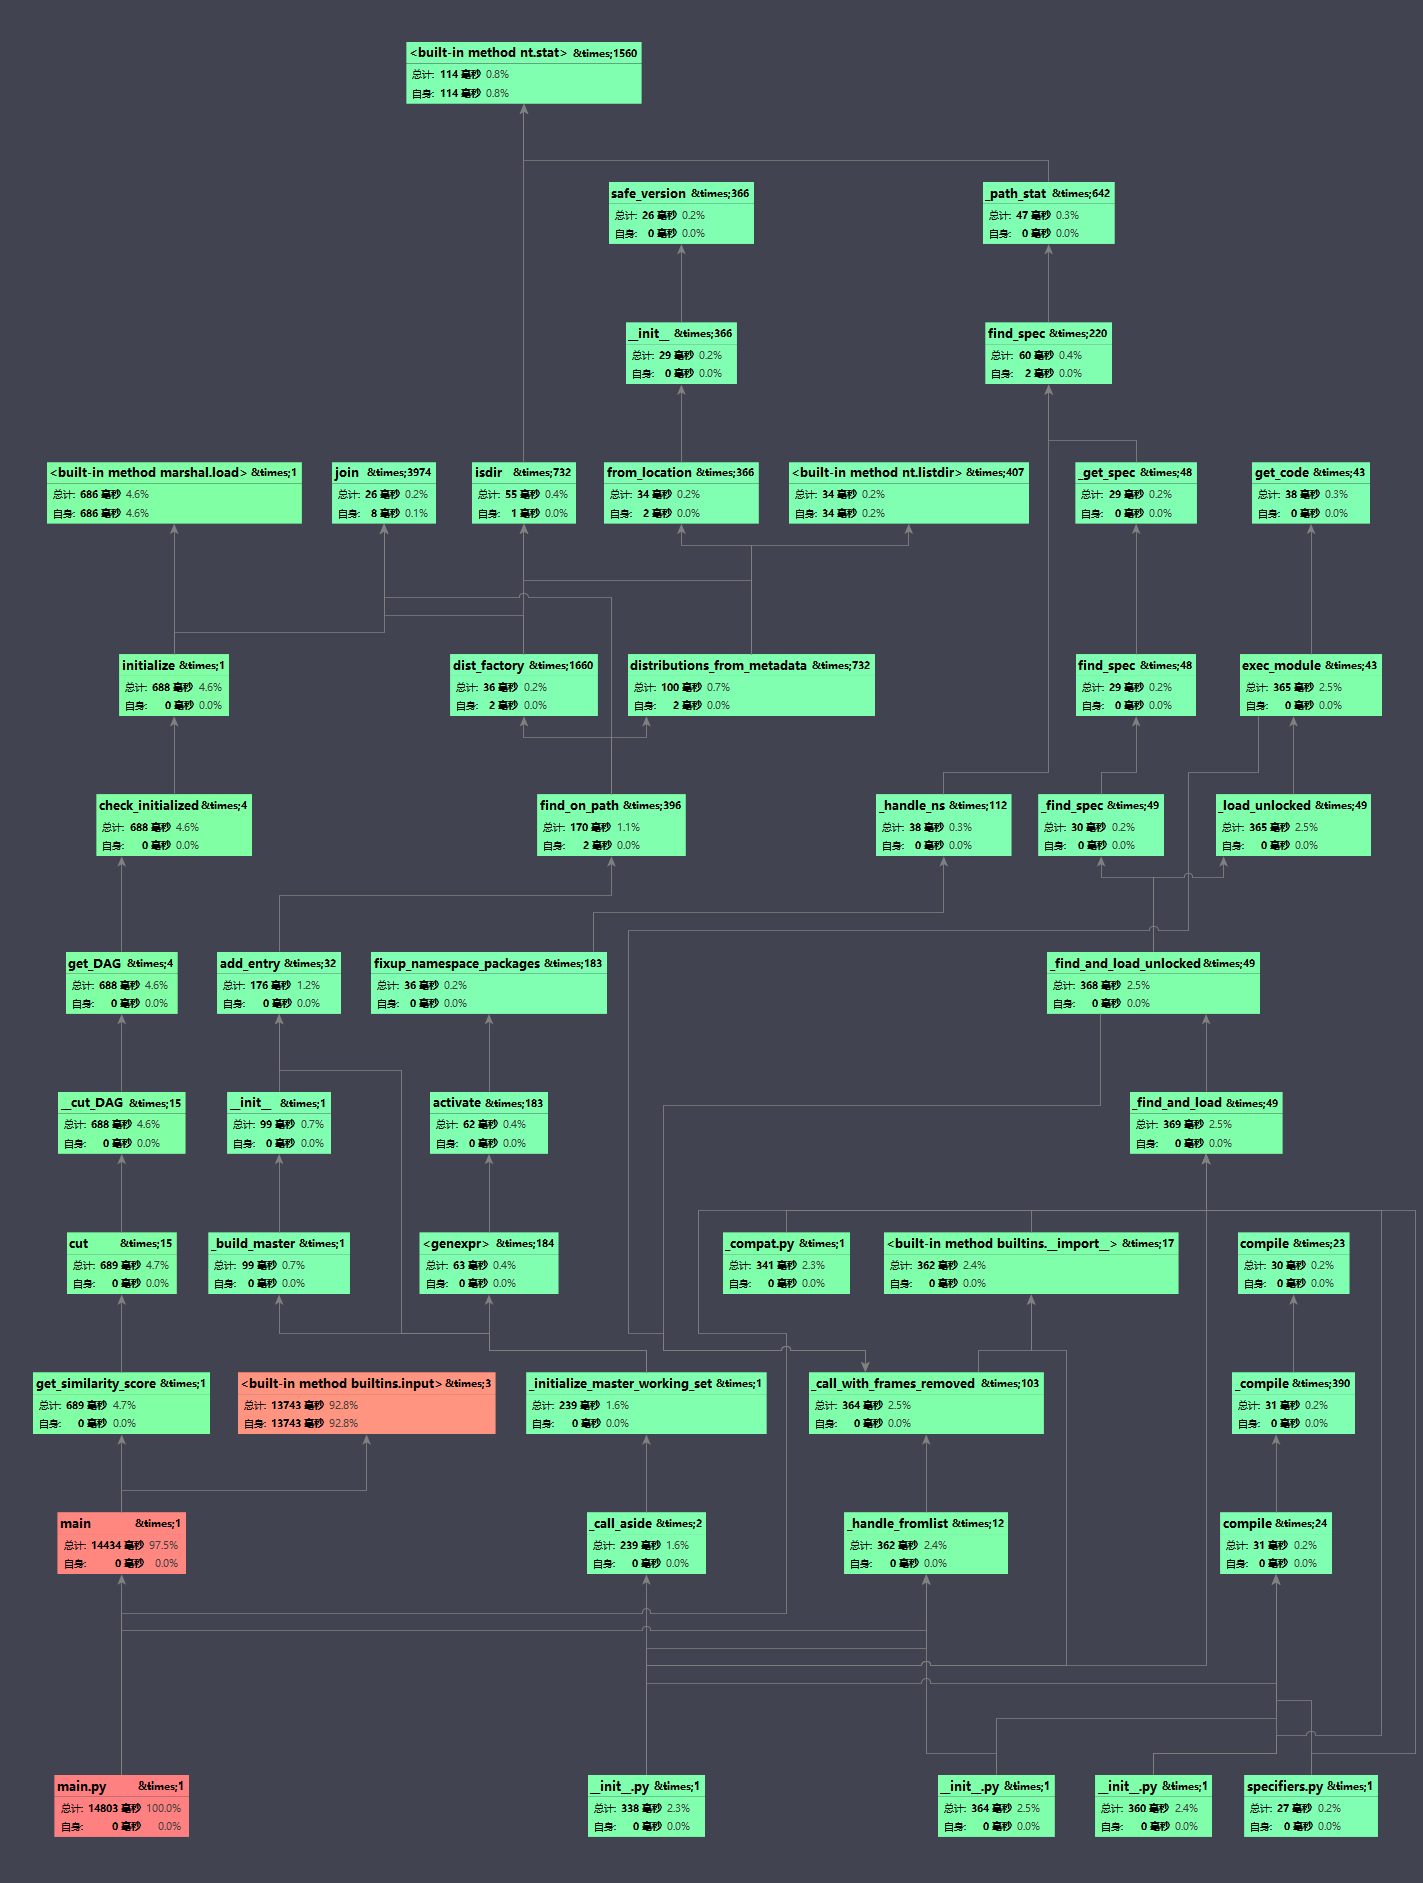 <built-in method nt.stat> &times;1560
总计: 114 毫秒 0.8%
自身: 114 毫秒 0.8%
safe_version &times;366
总计: 26 毫秒 0.2%
自身: 0 毫秒 0.0%
_path_stat &times;642
总计: 47 毫秒 0.3%
自身: 0 毫秒 0.0%
__init__ &times;366
总计: 29 毫秒 0.2%
自身: 0 毫秒 0.0%
find_spec &times;220
总计: 60 毫秒 0.4%
自身: 2 毫秒 0.0%
<built-in method marshal.load> &times;1
总计: 686 毫秒 4.6%
自身: 686 毫秒 4.6%
join &times;3974
总计: 26 毫秒 0.2%
自身: 8 毫秒 0.1%
isdir &times;732
总计: 55 毫秒 0.4%
自身: 1 毫秒 0.0%
from_location &times;366
总计: 34 毫秒 0.2%
自身: 2 毫秒 0.0%
<built-in method nt.listdir> &times;407
总计: 34 毫秒 0.2%
自身: 34 毫秒 0.2%
_get_spec &times;48
总计: 29 毫秒 0.2%
自身: 0 毫秒 0.0%
get_code &times;43
总计: 38 毫秒 0.3%
自身: 0 毫秒 0.0%
initialize &times;1
总计: 688 毫秒 4.6%
自身: 0 毫秒 0.0%
dist_factory &times;1660
总计: 36 毫秒 0.2%
自身: 2 毫秒 0.0%
distributions_from_metadata &times;732
总计: 100 毫秒 0.7%
自身: 2 毫秒 0.0%
find_spec &times;48
总计: 29 毫秒 0.2%
自身: 0 毫秒 0.0%
exec_module &times;43
总计: 365 毫秒 2.5%
自身: 0 毫秒 0.0%
check_initialized &times;4
总计: 688 毫秒 4.6%
自身: 0 毫秒 0.0%
find_on_path &times;396
总计: 170 毫秒 1.1%
自身: 2 毫秒 0.0%
_handle_ns &times;112
总计: 38 毫秒 0.3%
自身: 0 毫秒 0.0%
_find_spec &times;49
总计: 30 毫秒 0.2%
自身: 0 毫秒 0.0%
_load_unlocked &times;49
总计: 365 毫秒 2.5%
自身: 0 毫秒 0.0%
get_DAG &times;4
总计: 688 毫秒 4.6%
自身: 0 毫秒 0.0%
add_entry &times;32
总计: 176 毫秒 1.2%
自身: 0 毫秒 0.0%
fixup_namespace_packages &times;183
总计: 36 毫秒 0.2%
自身: 0 毫秒 0.0%
_find_and_load_unlocked &times;49
总计: 368 毫秒 2.5%
自身: 0 毫秒 0.0%
__cut_DAG &times;15
总计: 688 毫秒 4.6%
自身: 0 毫秒 0.0%
__init__ &times;1
总计: 99 毫秒 0.7%
自身: 0 毫秒 0.0%
activate &times;183
总计: 62 毫秒 0.4%
自身: 0 毫秒 0.0%
_find_and_load &times;49
总计: 369 毫秒 2.5%
自身: 0 毫秒 0.0%
cut &times;15
总计: 689 毫秒 4.7%
自身: 0 毫秒 0.0%
_build_master &times;1
总计: 99 毫秒 0.7%
自身: 0 毫秒 0.0%
<genexpr> &times;184
总计: 63 毫秒 0.4%
自身: 0 毫秒 0.0%
_compat.py &times;1
总计: 341 毫秒 2.3%
自身: 0 毫秒 0.0%
<built-in method builtins.__import__> &times;17
总计: 362 毫秒 2.4%
自身: 0 毫秒 0.0%
compile &times;23
总计: 30 毫秒 0.2%
自身: 0 毫秒 0.0%
get_similarity_score &times;1
总计: 689 毫秒 4.7%
自身: 0 毫秒 0.0%
<built-in method builtins.input> &times;3
总计: 13743 毫秒 92.8%
自身: 13743 毫秒 92.8%
_initialize_master_working_set &times;1
总计: 239 毫秒 1.6%
自身: 0 毫秒 0.0%
_call_with_frames_removed &times;103
总计: 364 毫秒 2.5%
自身: 0 毫秒 0.0%
_compile &times;390
总计: 31 毫秒 0.2%
自身: 0 毫秒 0.0%
main &times;1
总计: 14434 毫秒 97.5%
自身: 0 毫秒 0.0%
_call_aside &times;2
总计: 239 毫秒 1.6%
自身: 0 毫秒 0.0%
_handle_fromlist &times;12
总计: 362 毫秒 2.4%
自身: 0 毫秒 0.0%
compile &times;24
总计: 31 毫秒 0.2%
自身: 0 毫秒 0.0%
main.py &times;1
总计: 14803 毫秒 100.0%
自身: 0 毫秒 0.0%
__init__.py &times;1
总计: 338 毫秒 2.3%
自身: 0 毫秒 0.0%
__init__.py &times;1
总计: 364 毫秒 2.5%
自身: 0 毫秒 0.0%
__init__.py &times;1
总计: 360 毫秒 2.4%
自身: 0 毫秒 0.0%
specifiers.py &times;1
总计: 27 毫秒 0.2%
自身: 0 毫秒 0.0%